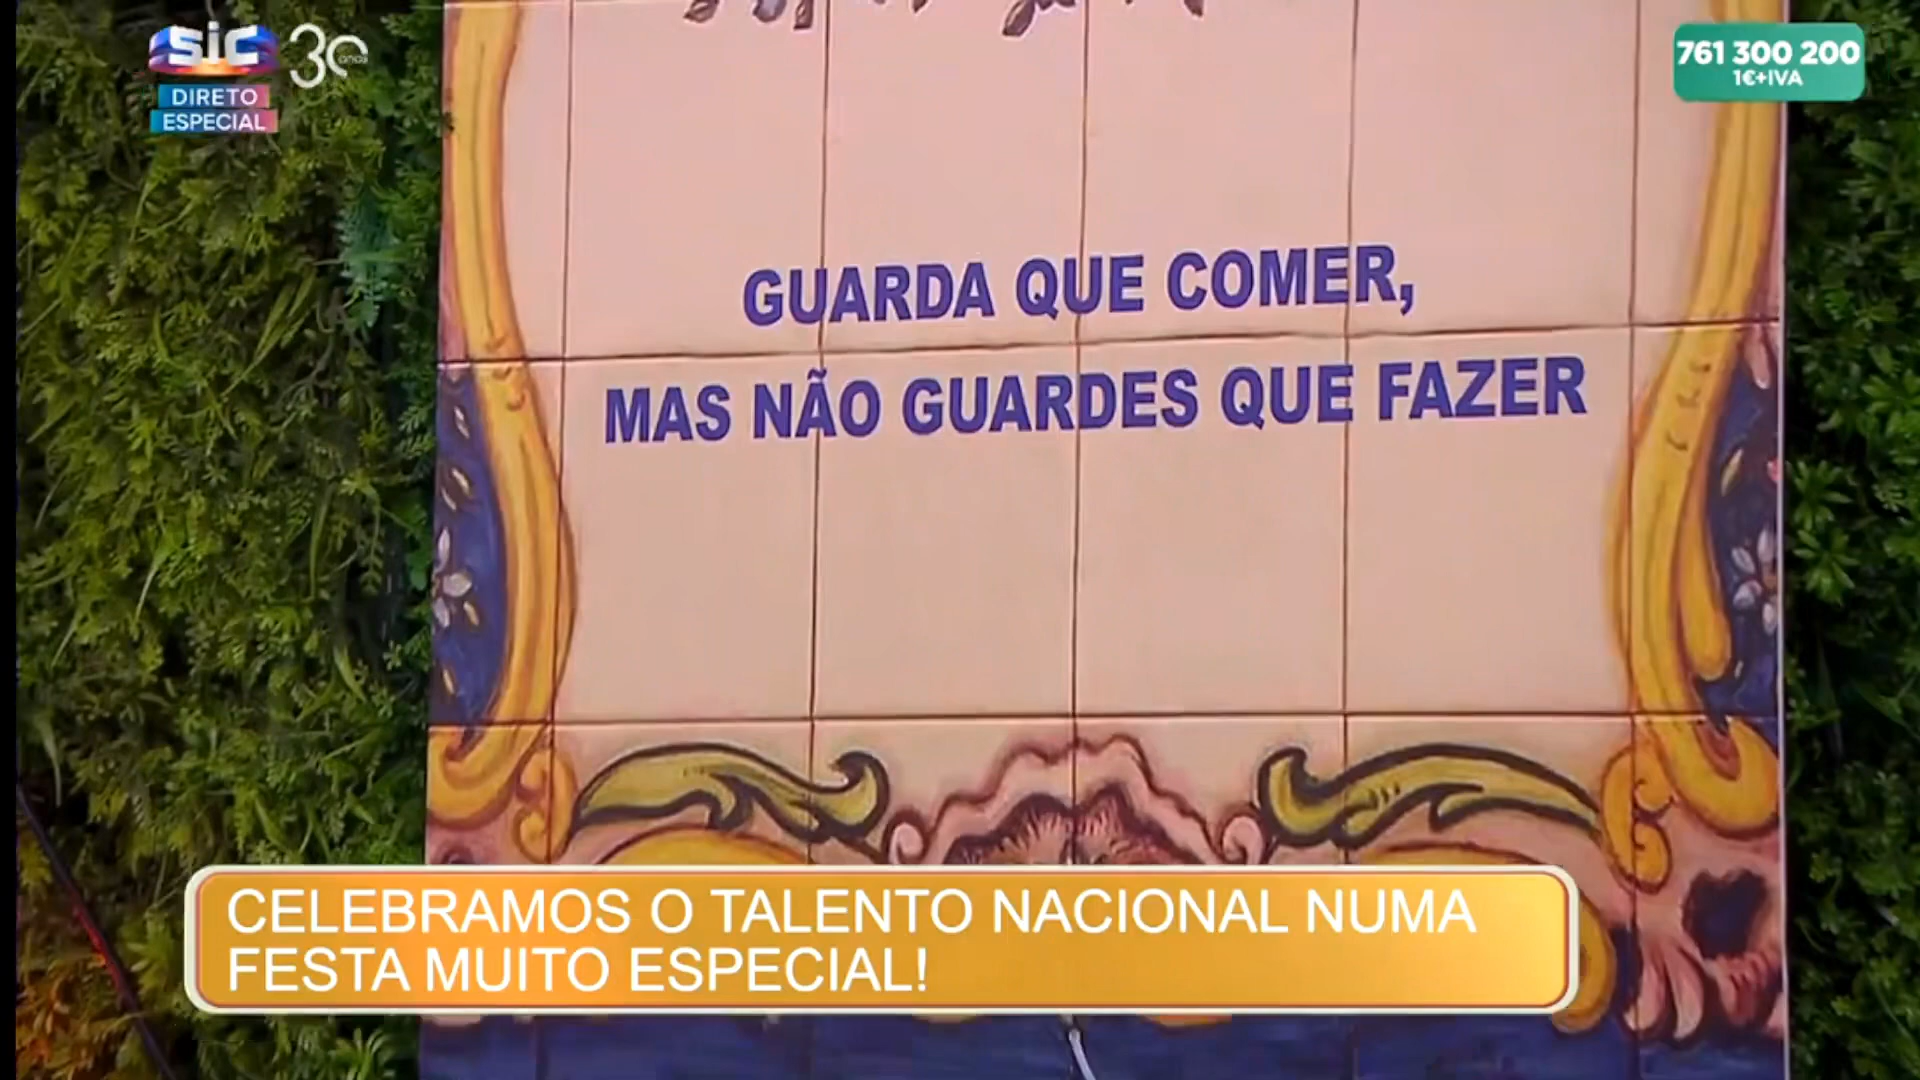 SIC 30 anos
DIRETO
ESPECIAL
761 300 200
1€+IVA
GUARDA QUE COMER,
MAS NÃO GUARDES QUE FAZER
CELEBRAMOS O TALENTO NACIONAL NUMA
FESTA MUITO ESPECIAL!